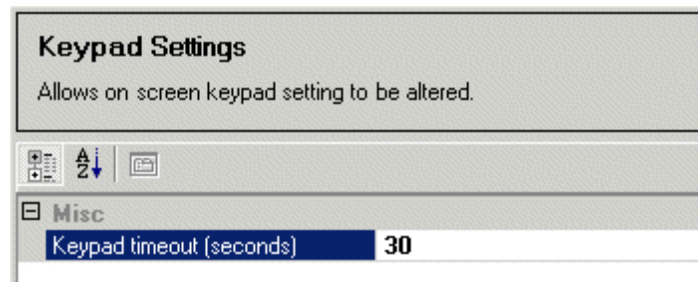 Keypad Settings
Allows on screen keypad setting to be altered.
A
Z
Misc
Keypad timeout (seconds) 30